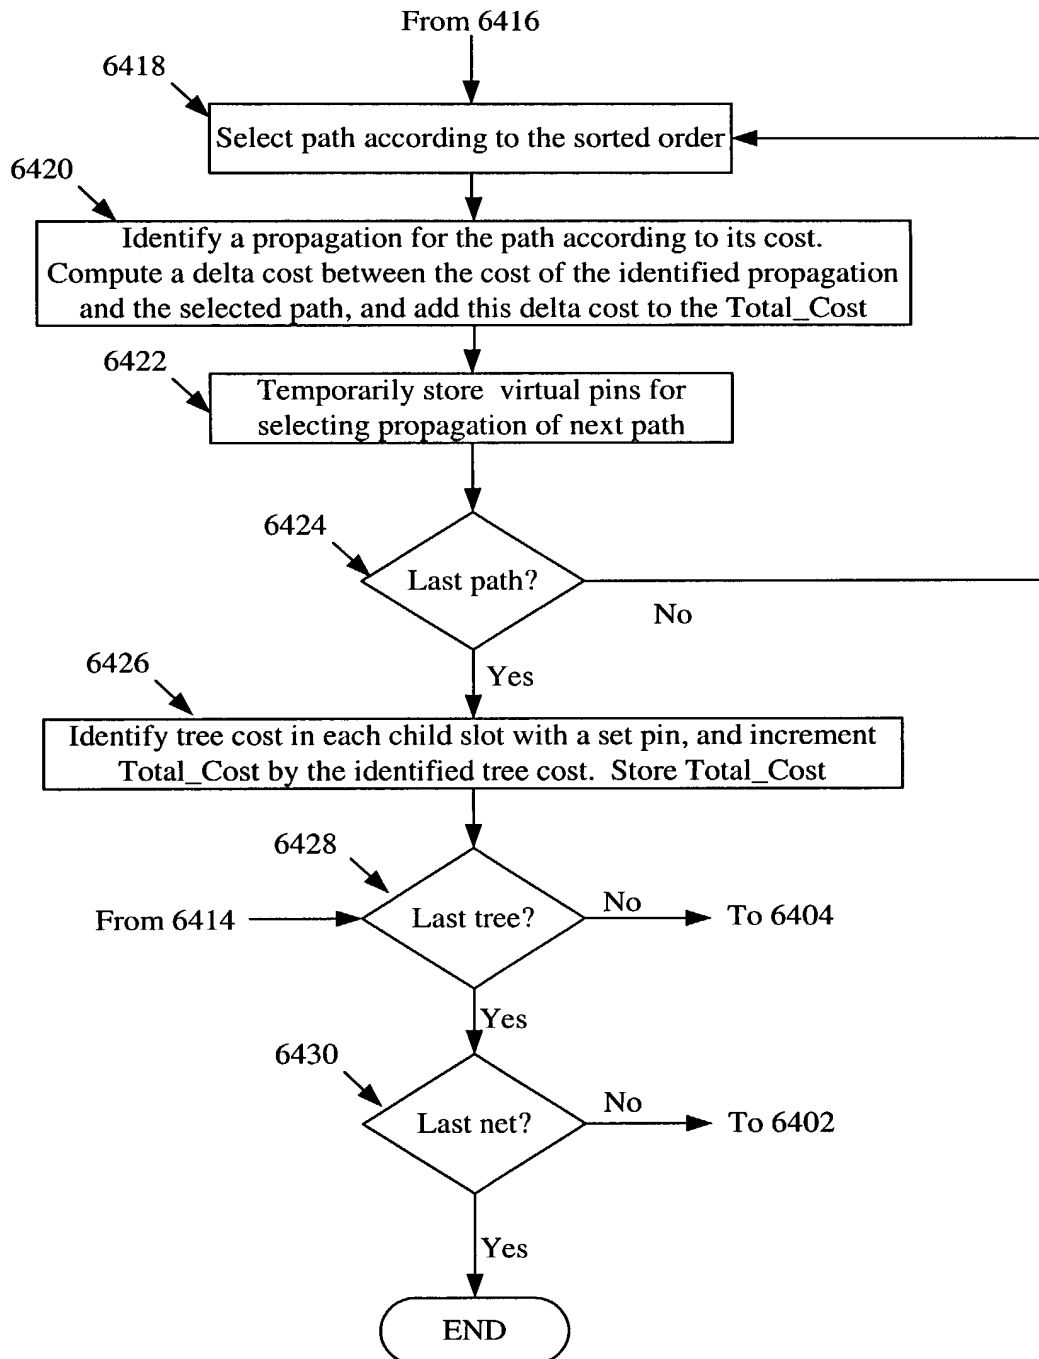 From 6416
6418
Select path according to the sorted order
6420
Identify a propagation for the path according to its cost.
Compute a delta cost between the cost of the identified propagation
and the selected path, and add this delta cost to the Total_Cost
6422
Temporarily store virtual pins for
selecting propagation of next path
6424
Last path?
No
Yes
6426
Identify tree cost in each child slot with a set pin, and increment
Total_Cost by the identified tree cost. Store Total_Cost
6428
From 6414
Last tree?
No
To 6404
Yes
6430
Last net?
No
To 6402
Yes
END